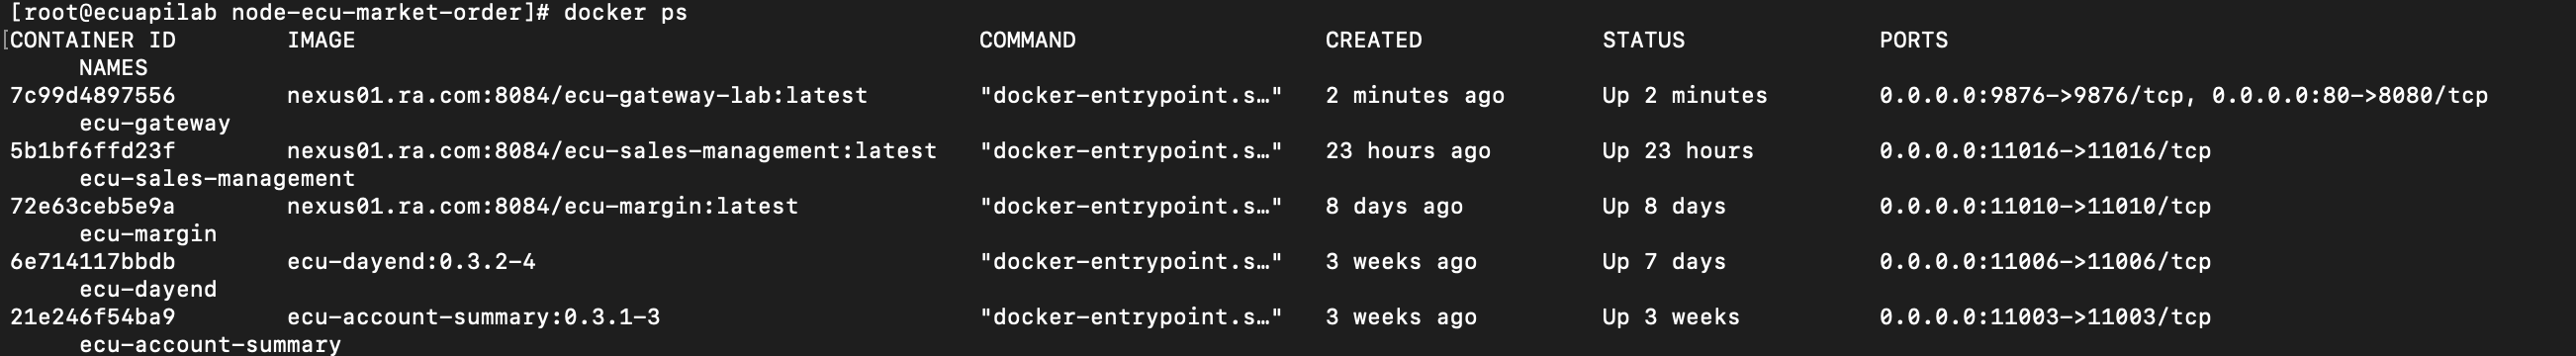 [root@ecuapilab node-ecu-market-order]# docker ps
[CONTAINER ID        IMAGE                                             COMMAND                  CREATED             STATUS              PORTS
     NAMES
7c99d4897556        nexus01.ra.com:8084/ecu-gateway-lab:latest        "docker-entrypoint.s…"   2 minutes ago       Up 2 minutes        0.0.0.0:9876->9876/tcp, 0.0.0.0:80->8080/tcp
     ecu-gateway
5b1bf6ffd23f        nexus01.ra.com:8084/ecu-sales-management:latest   "docker-entrypoint.s…"   23 hours ago        Up 23 hours         0.0.0.0:11016->11016/tcp
     ecu-sales-management
72e63ceb5e9a        nexus01.ra.com:8084/ecu-margin:latest             "docker-entrypoint.s…"   8 days ago          Up 8 days           0.0.0.0:11010->11010/tcp
     ecu-margin
6e714117bbdb        ecu-dayend:0.3.2-4                                "docker-entrypoint.s…"   3 weeks ago         Up 7 days           0.0.0.0:11006->11006/tcp
     ecu-dayend
21e246f54ba9        ecu-account-summary:0.3.1-3                       "docker-entrypoint.s…"   3 weeks ago         Up 3 weeks          0.0.0.0:11003->11003/tcp
     ecu-account-summary